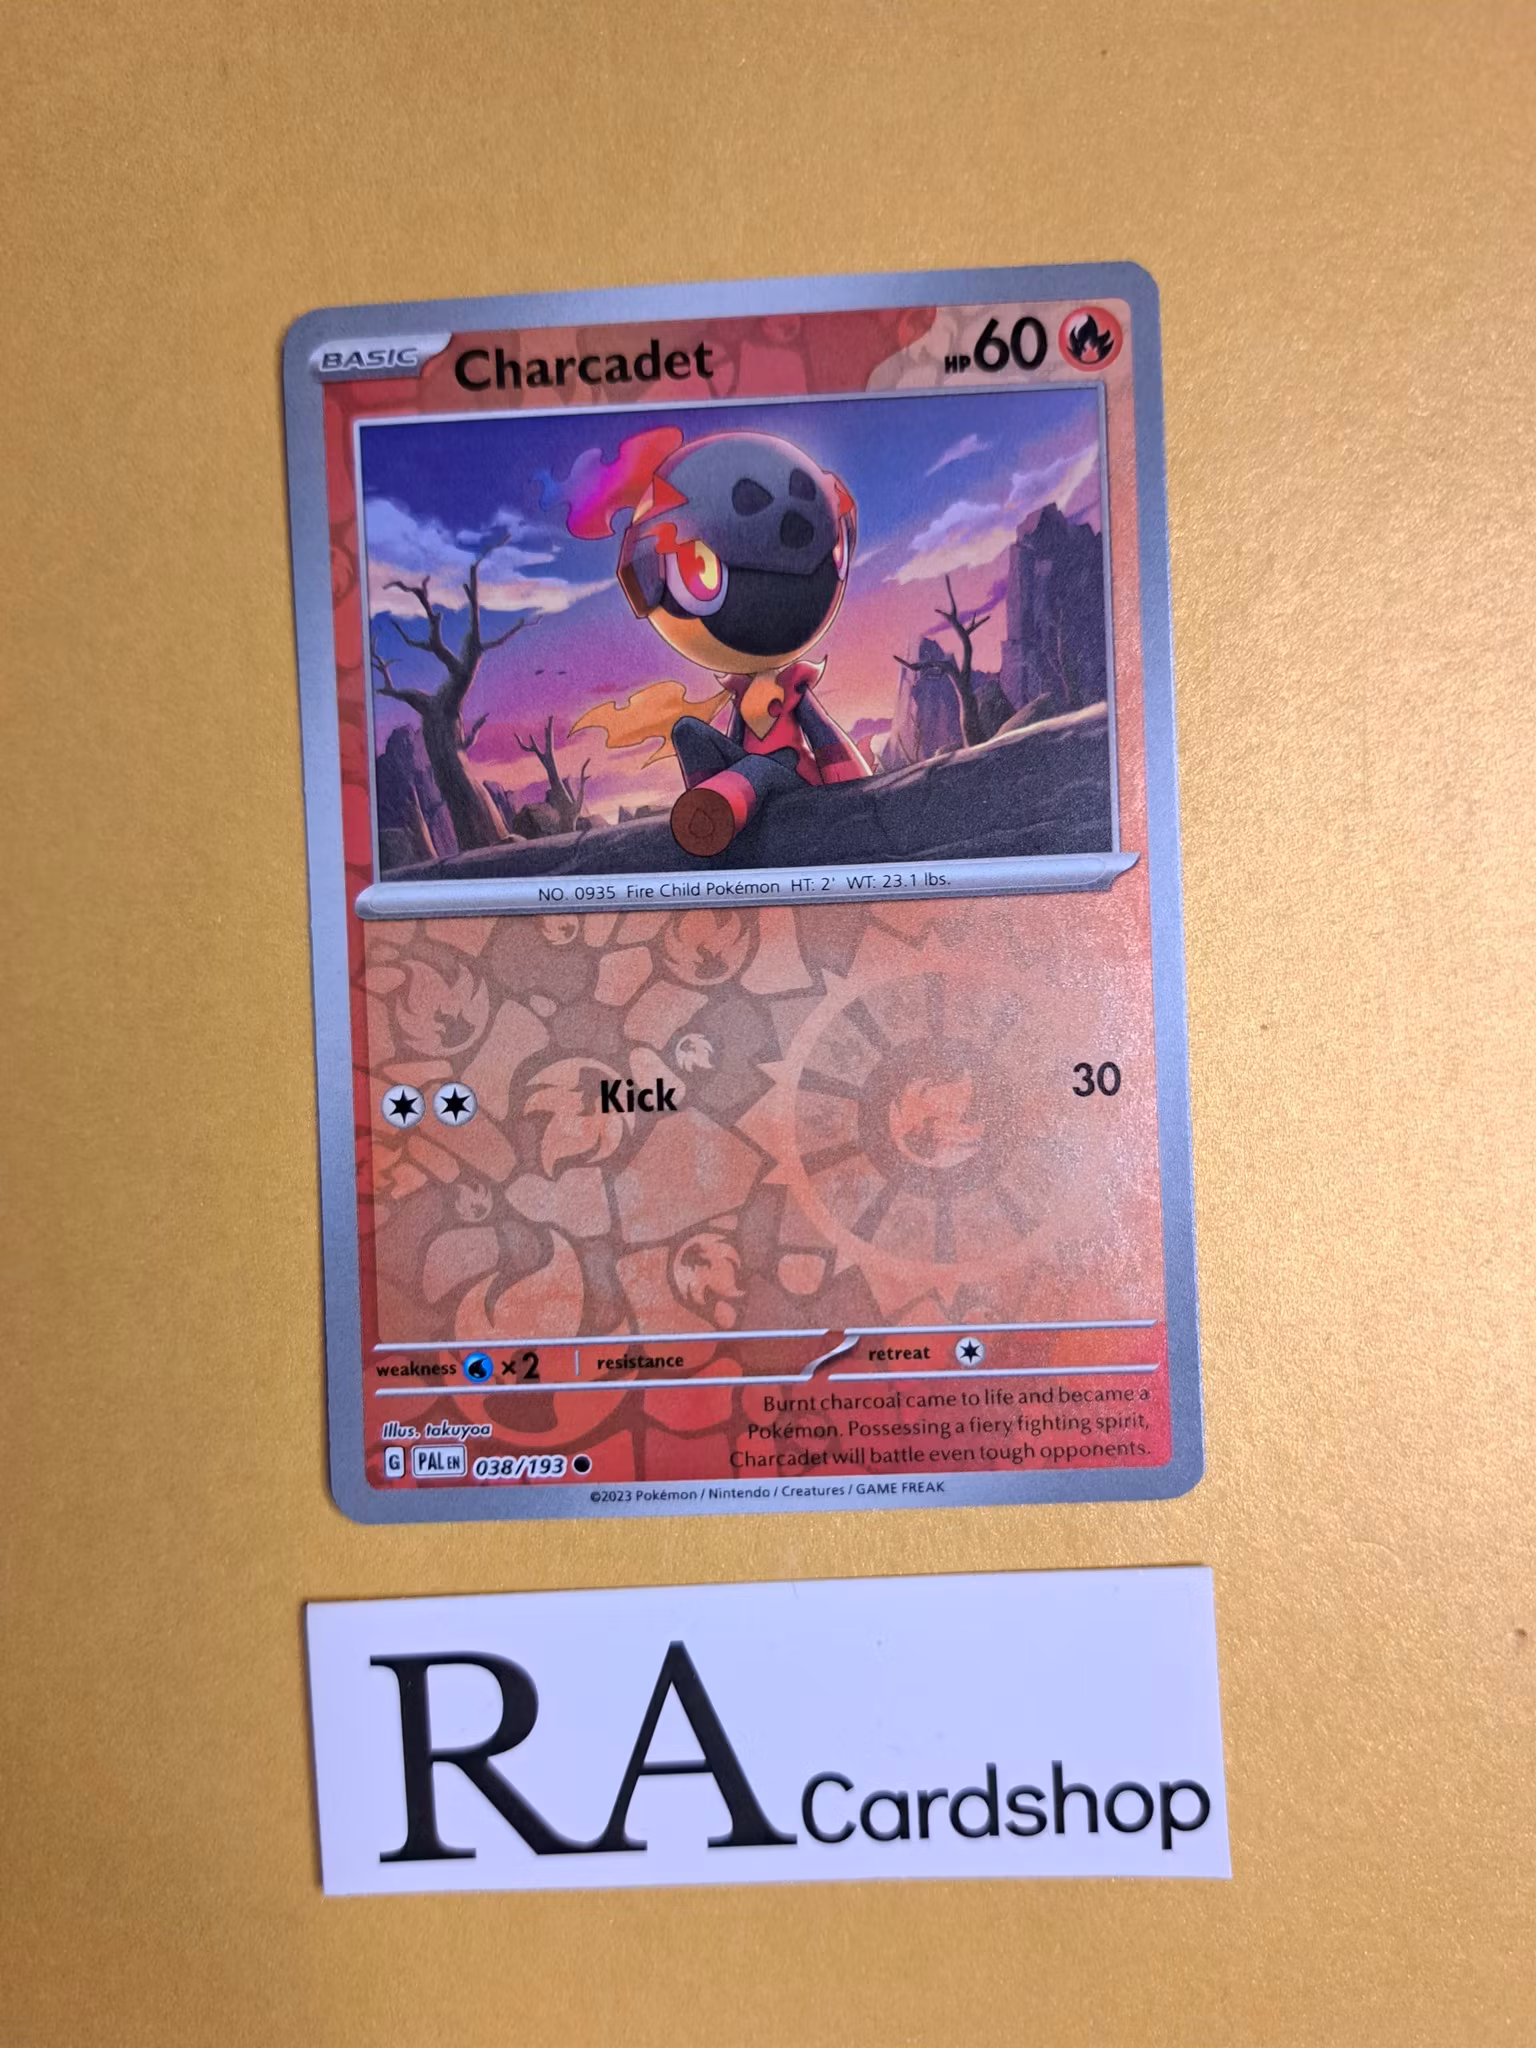 BASIC Charcadet HP 60
NO. 0935 Fire Child Pokémon HT: 2' WT: 23.1 lbs.
Kick 30
weakness ×2 resistance retreat
Burnt charcoal came to life and became a
Pokémon. Possessing a fiery fighting spirit,
Charcadet will battle even tough opponents.
Illus. takuyoa
G PAL EN 038/193
©2023 Pokémon / Nintendo / Creatures / GAME FREAK
RA Cardshop